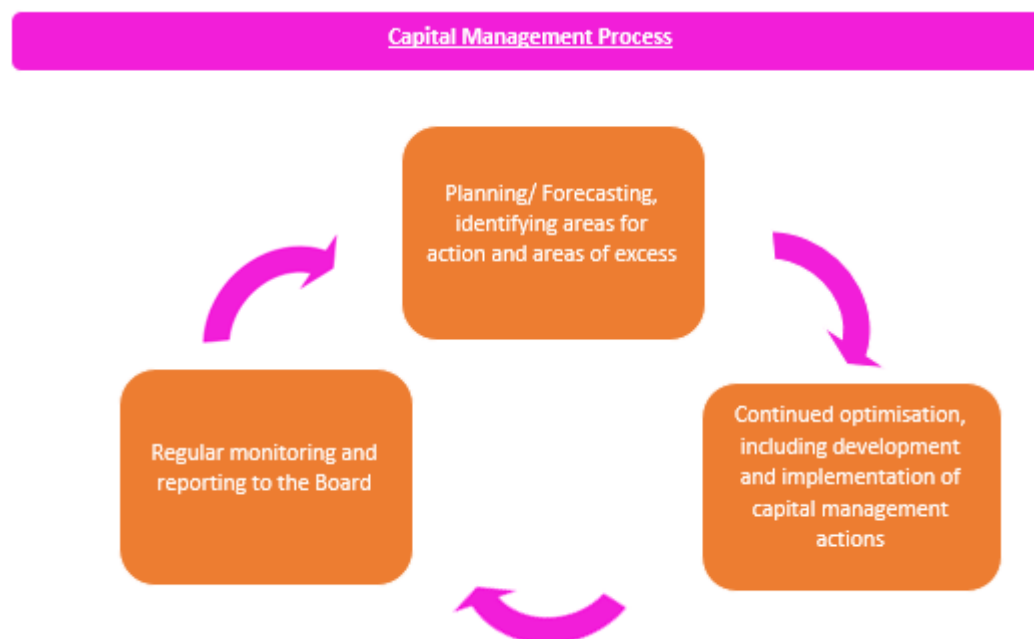 Capital Management Process
Planning/ Forecasting,
identifying areas for
action and areas of excess
Regular monitoring and
reporting to the Board
Continued optimisation,
including development
and implementation of
capital management
actions